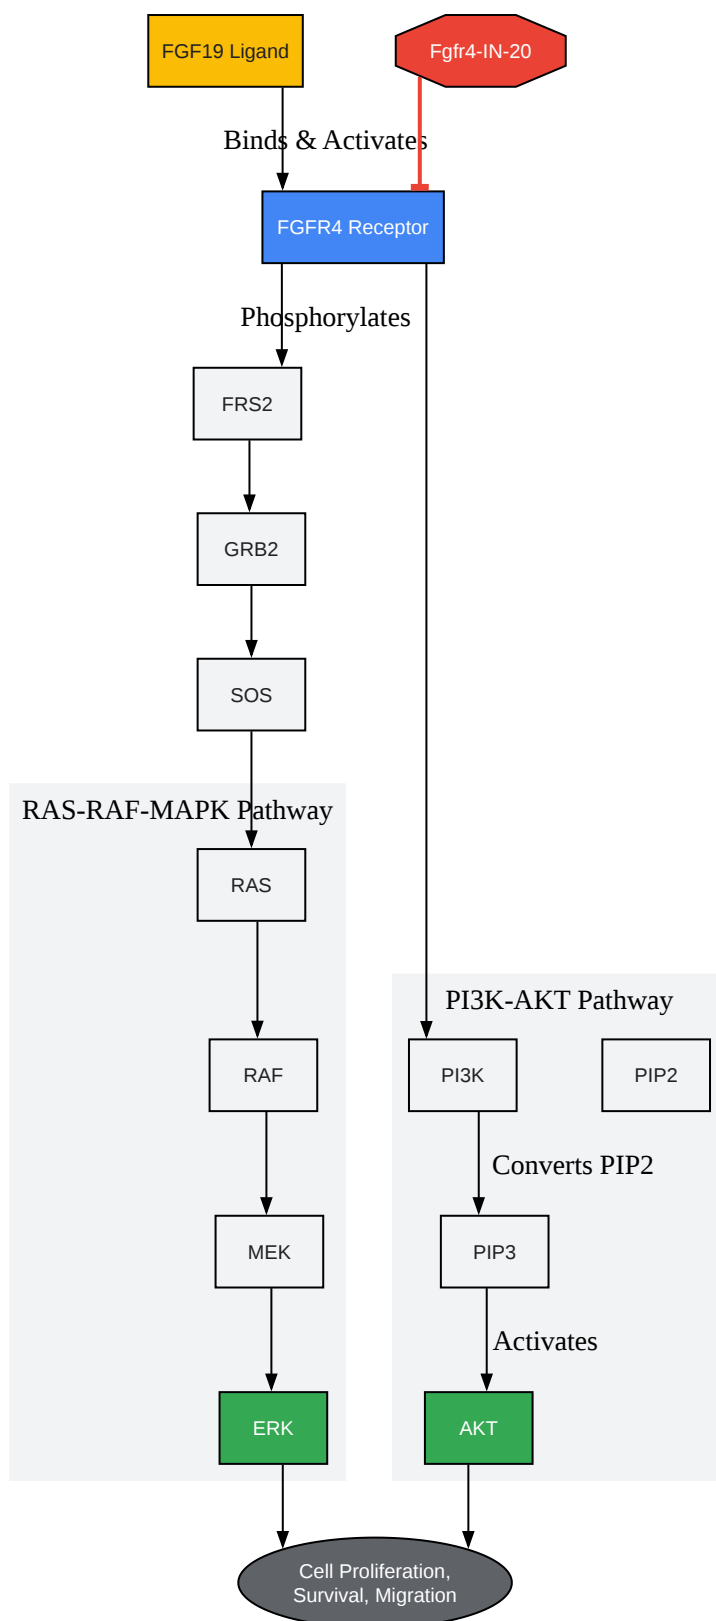 FGF19 Ligand
Fgfr4-IN-20
Binds & Activates
FGFR4 Receptor
Phosphorylates
FRS2
GRB2
SOS
RAS-RAF-MAPK Pathway
RAS
PI3K-AKT Pathway
RAF
PI3K
PIP2
Converts PIP2
MEK
PIP3
Activates
ERK
AKT
Cell Proliferation,
Survival, Migration